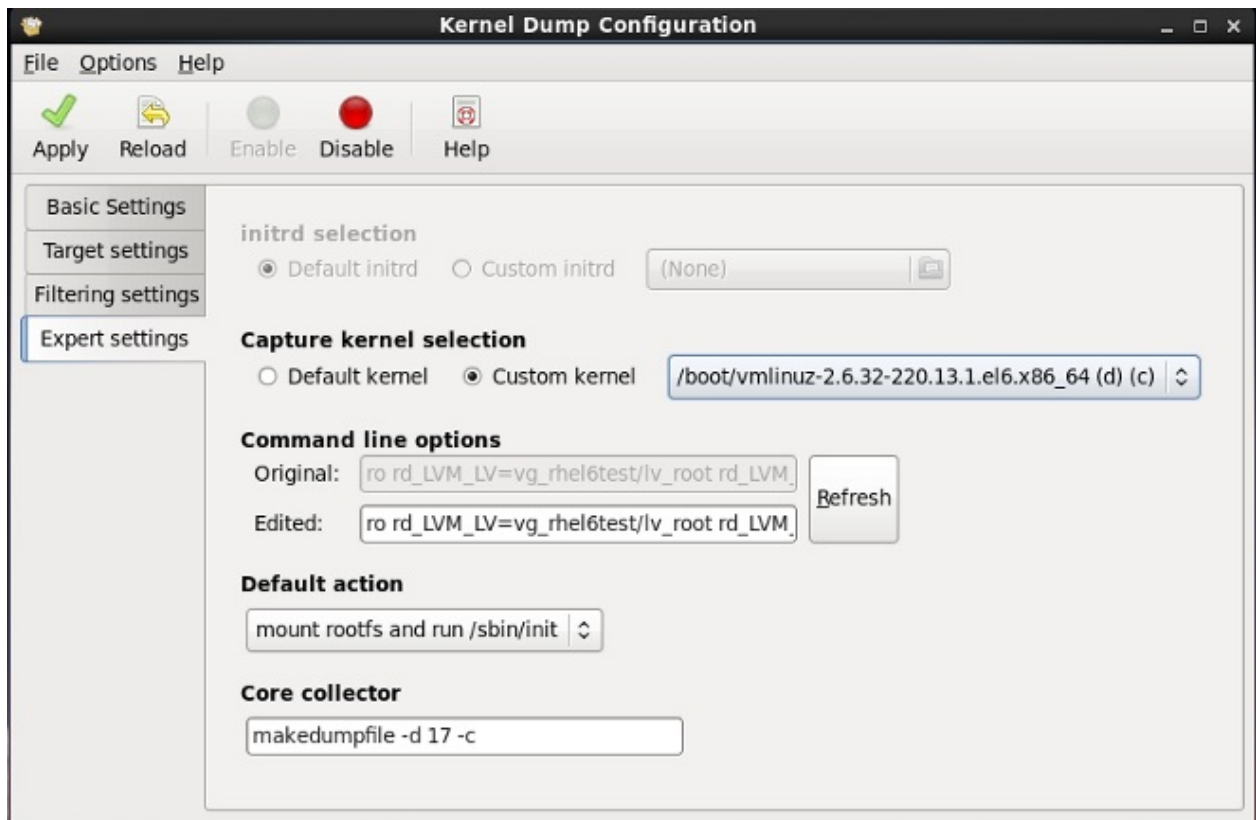 Kernel Dump Configuration
File Options Help
Apply Reload Enable Disable Help
Basic Settings
Target settings
Filtering settings
Expert settings
initrd selection
Default initrd Custom initrd (None)
Capture kernel selection
Default kernel Custom kernel /boot/vmlinuz-2.6.32-220.13.1.el6.x86_64 (d) (c)
Command line options
Original: ro rd_LVM_LV=vg_rhel6test/lv_root rd_LVM_
Edited: ro rd_LVM_LV=vg_rhel6test/lv_root rd_LVM_
Refresh
Default action
mount rootfs and run /sbin/init
Core collector
makedumpfile -d 17 -c